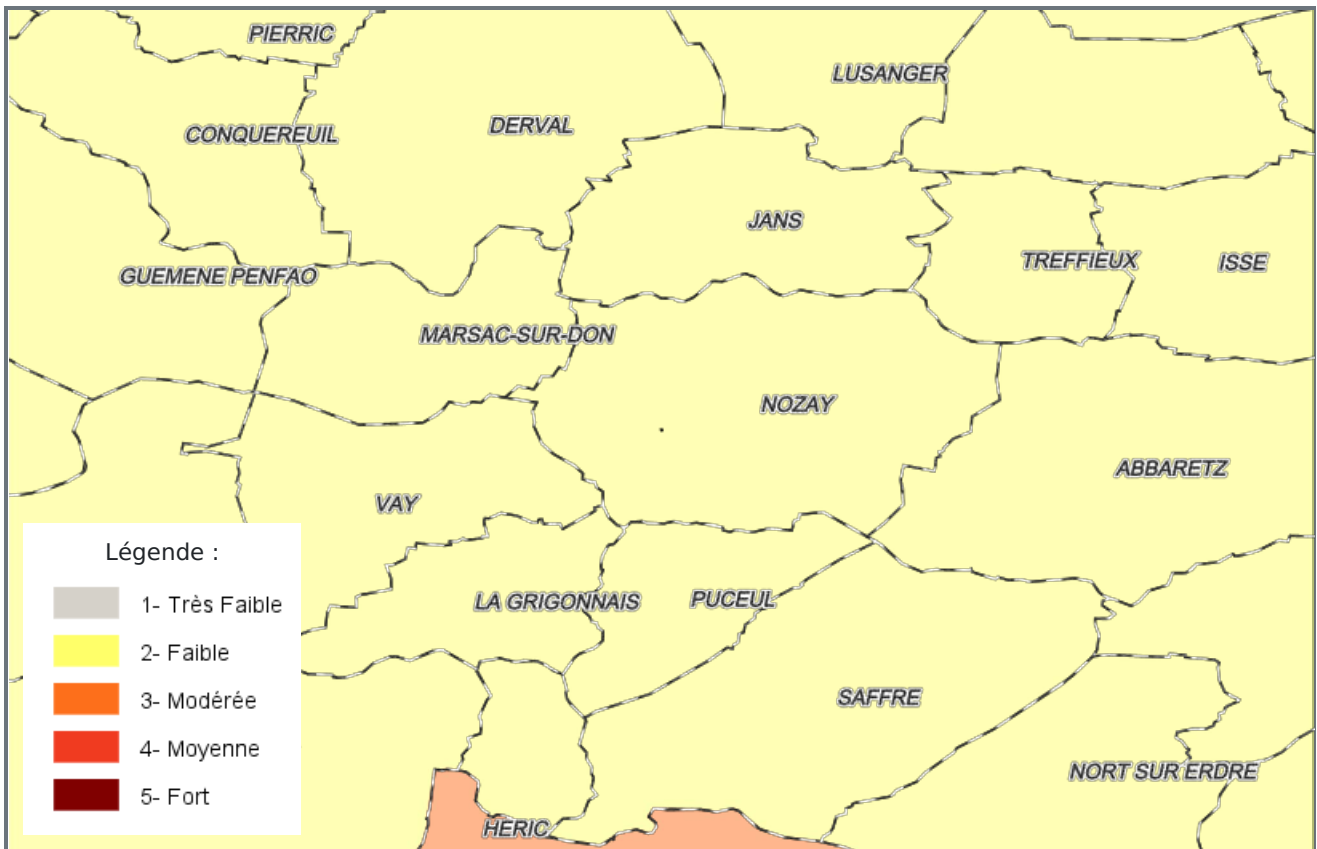 PIERRIC
LUSANGER
CONQUEREUIL
DERVAL
JANS
TREFFIEUX
ISSE
GUEMENE PENFAO
MARSAC-SUR-DON
NOZAY
ABBARETZ
VAY
LA GRIGONNAIS
PUCEUL
SAFFRE
NORT SUR ERDRE
HERIC
Légende :
1- Très Faible
2- Faible
3- Modérée
4- Moyenne
5- Fort